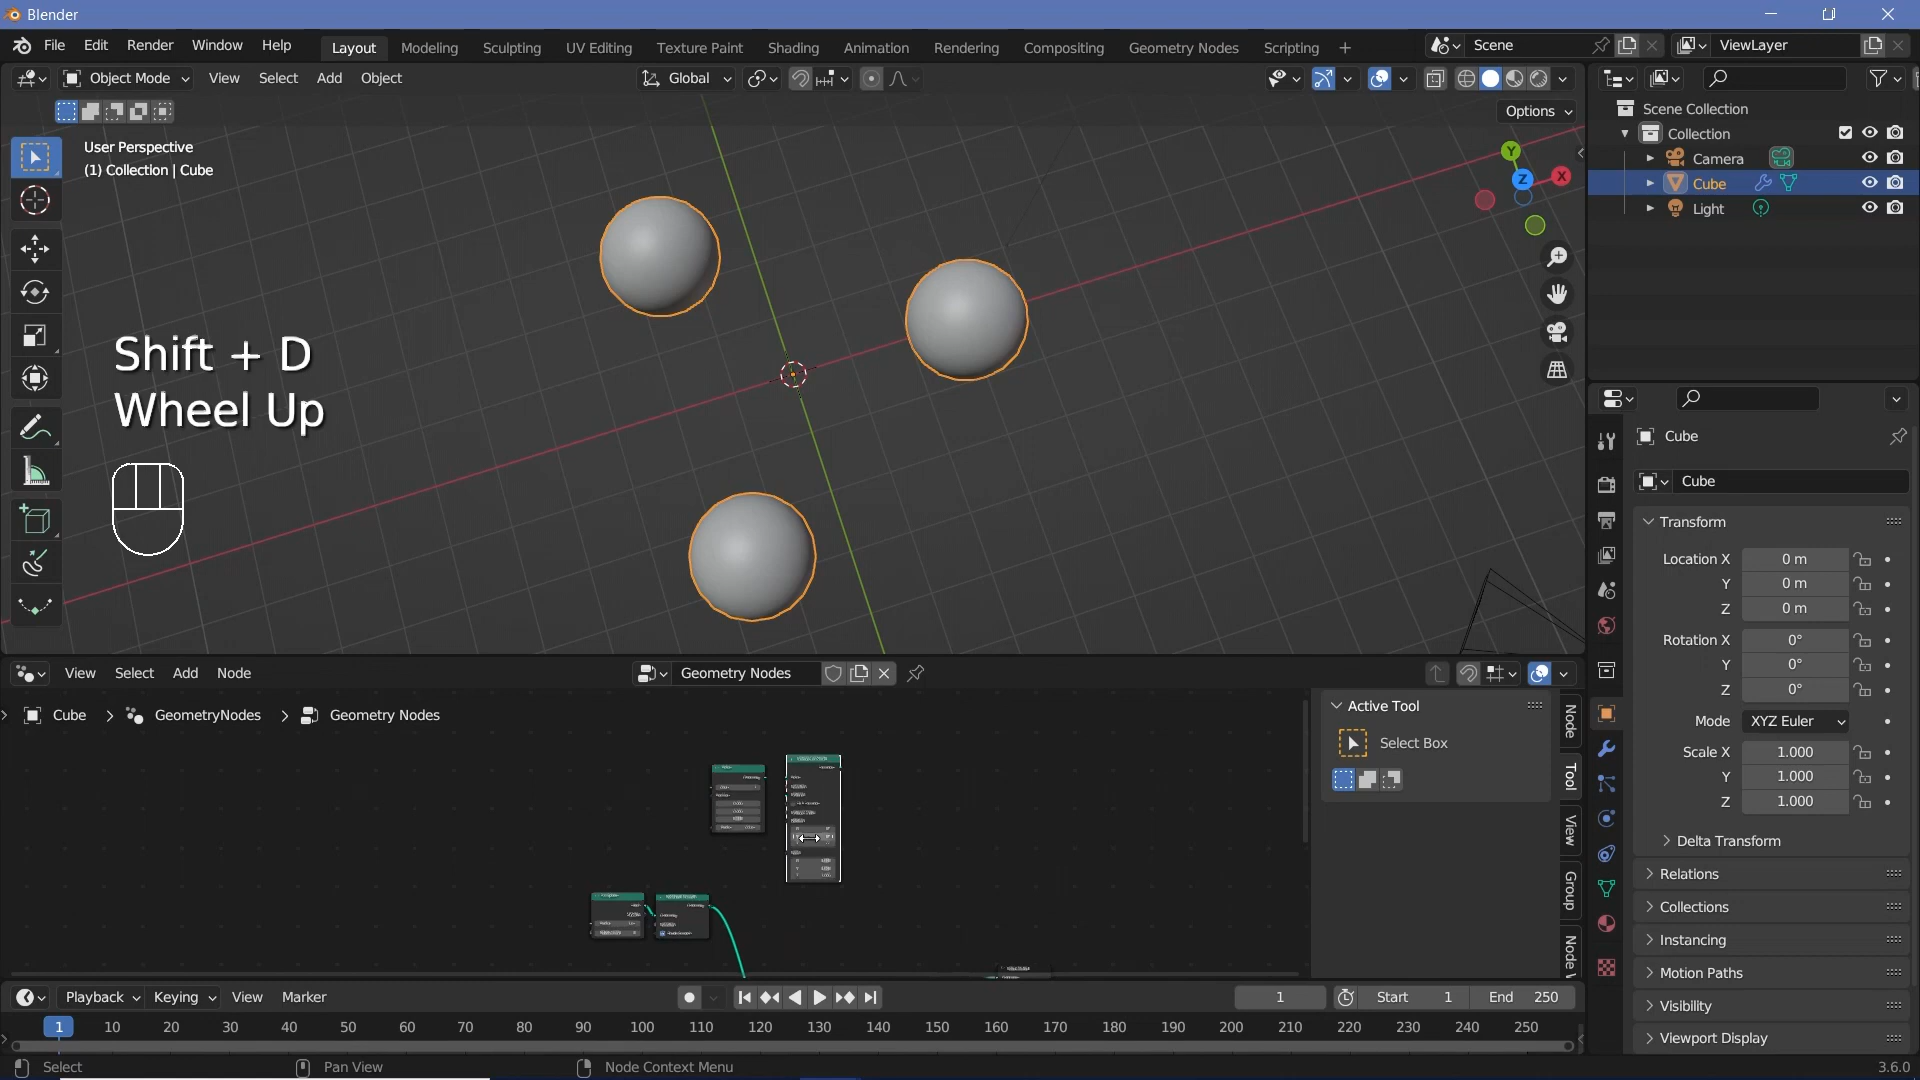 Blender
File Edit Render Window Help
Layout Modeling Sculpting UV Editing Texture Paint Shading Animation Rendering Compositing Geometry Nodes Scripting +
Scene
ViewLayer
Object Mode View Select Add Object
Global
Options
User Perspective
(1) Collection | Cube
Y
X
Z
Shift + D
Wheel Up
Scene Collection
Collection
Camera
Cube
Light
Cube
Cube
Transform
Location X 0 m
Y 0 m
Z 0 m
Rotation X 0°
Y 0°
Z 0°
Mode XYZ Euler
Scale X 1.000
Y 1.000
Z 1.000
Delta Transform
Relations
Collections
Instancing
Motion Paths
Visibility
Viewport Display
View Select Add Node
Geometry Nodes
Cube > GeometryNodes > Geometry Nodes
Active Tool
Select Box
Node
Tool
View
Group
Playback Keying View Marker
1
Start 1
End 250
1 10 20 30 40 50 60 70 80 90 100 110 120 130 140 150 160 170 180 190 200 210 220 230 240 250
Select
Pan View
Node Context Menu
3.6.0